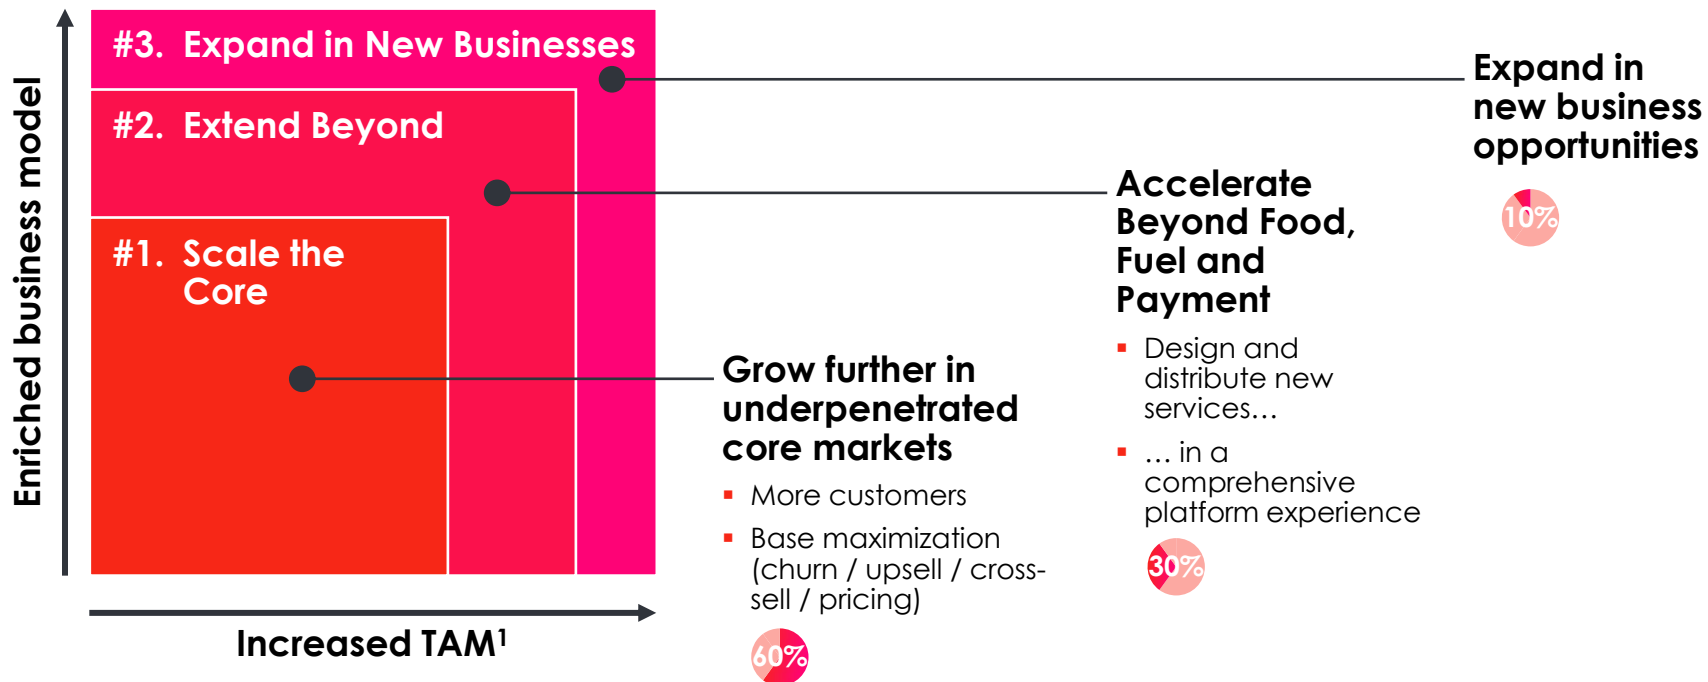 Enriched business model
#3. Expand in New Businesses
#2. Extend Beyond
#1. Scale the
Core
Increased TAM¹
Grow further in
underpenetrated
core markets
▪ More customers
▪ Base maximization
(churn / upsell / cross-
sell / pricing)
60%
Accelerate
Beyond Food,
Fuel and
Payment
▪ Design and
distribute new
services…
▪ … in a
comprehensive
platform experience
30%
Expand in
new business
opportunities
10%